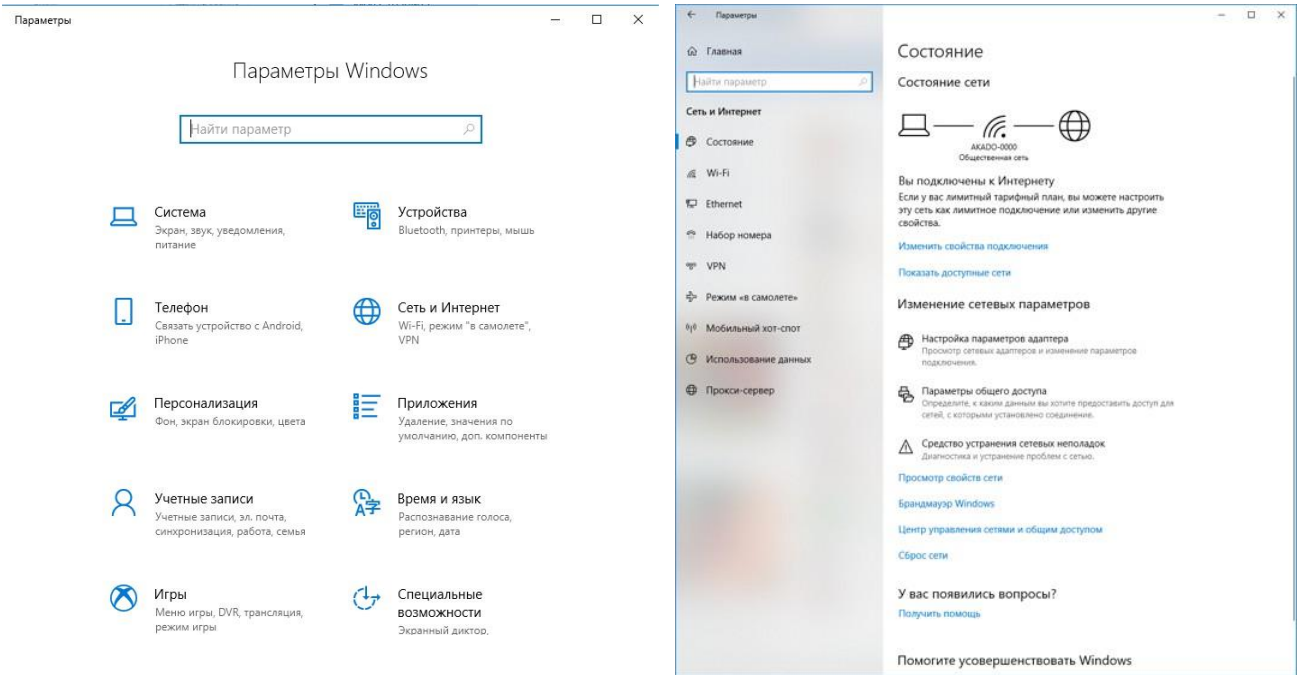 Параметры
Параметры Windows
Найти параметр
Система
Экран, звук, уведомления,
питание
Устройства
Bluetooth, принтеры, мышь
Телефон
Связать устройство с Android,
iPhone
Сеть и Интернет
Wi-Fi, режим "в самолете",
VPN
Персонализация
Фон, экран блокировки, цвета
Приложения
Удаление, значения по
умолчанию, доп. компоненты
Учетные записи
Учетные записи, эл. почта,
синхронизация, работа, семья
Время и язык
Распознавание голоса,
регион, дата
Игры
Меню игры, DVR, трансляция,
режим игры
Специальные
возможности
Экранный диктор,
Параметры
Главная
Найти параметр
Сеть и Интернет
Состояние
Wi-Fi
Ethernet
Набор номера
VPN
Режим «в самолете»
Мобильный хот-спот
Использование данных
Прокси-сервер
Состояние
Состояние сети
AKADO-0000
Общественная сеть
Вы подключены к Интернету
Если у вас лимитный тарифный план, вы можете настроить
эту сеть как лимитное подключение или изменить другие
свойства.
Изменить свойства подключения
Показать доступные сети
Изменение сетевых параметров
Настройка параметров адаптера
Просмотр сетевых адаптеров и изменение параметров
подключения.
Параметры общего доступа
Определите, к каким данным вы хотите предоставить доступ для
сетей, с которыми установлено соединение.
Средство устранения сетевых неполадок
Диагностика и устранение проблем с сетью.
Просмотр свойств сети
Брандмауэр Windows
Центр управления сетями и общим доступом
Сброс сети
У вас появились вопросы?
Получить помощь
Помогите усовершенствовать Windows